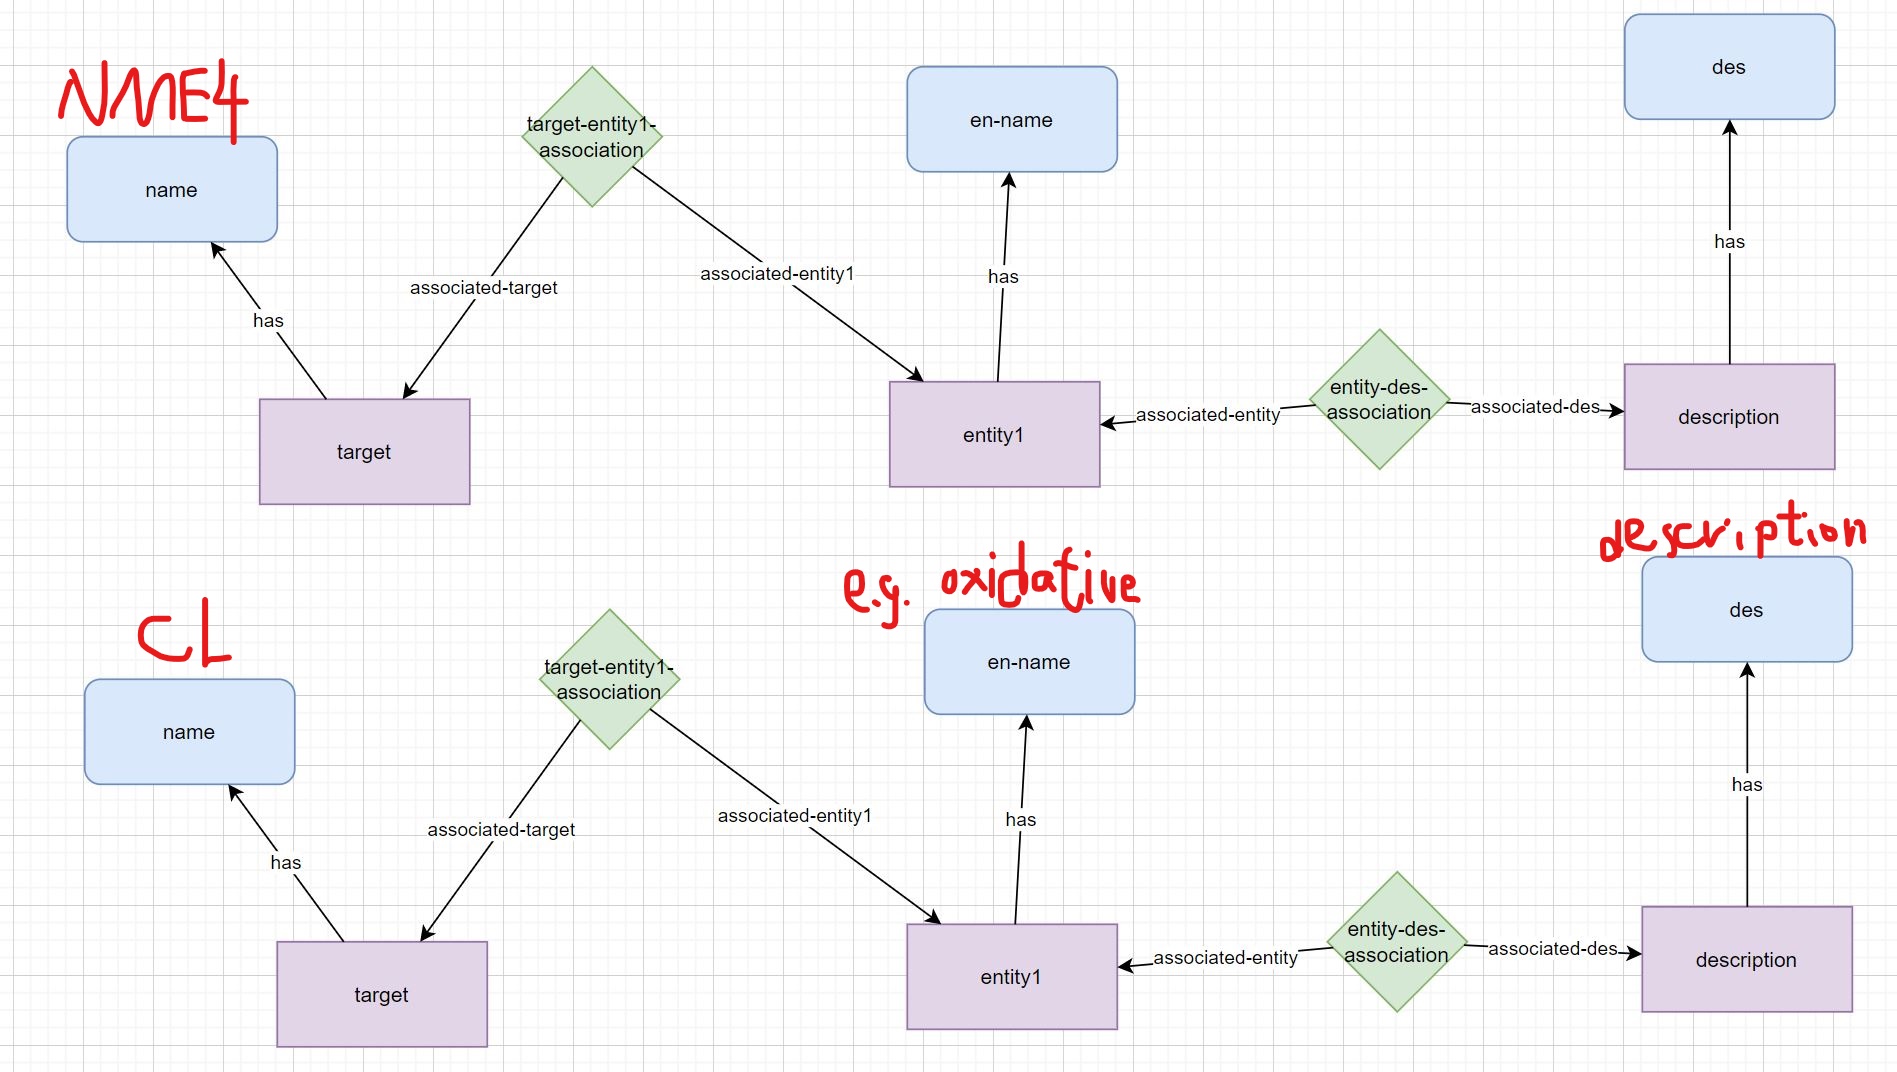 des
NME4
target-entity1-
association
en-name
name
has
associated-entity1
has
associated-target
has
entity-des-
association
associated-entity
associated-des
description
entity1
target
description
e.g. oxidative
des
CL
target-entity1-
association
en-name
name
has
associated-entity1
has
associated-target
has
entity-des-
association
associated-entity
associated-des
description
entity1
target